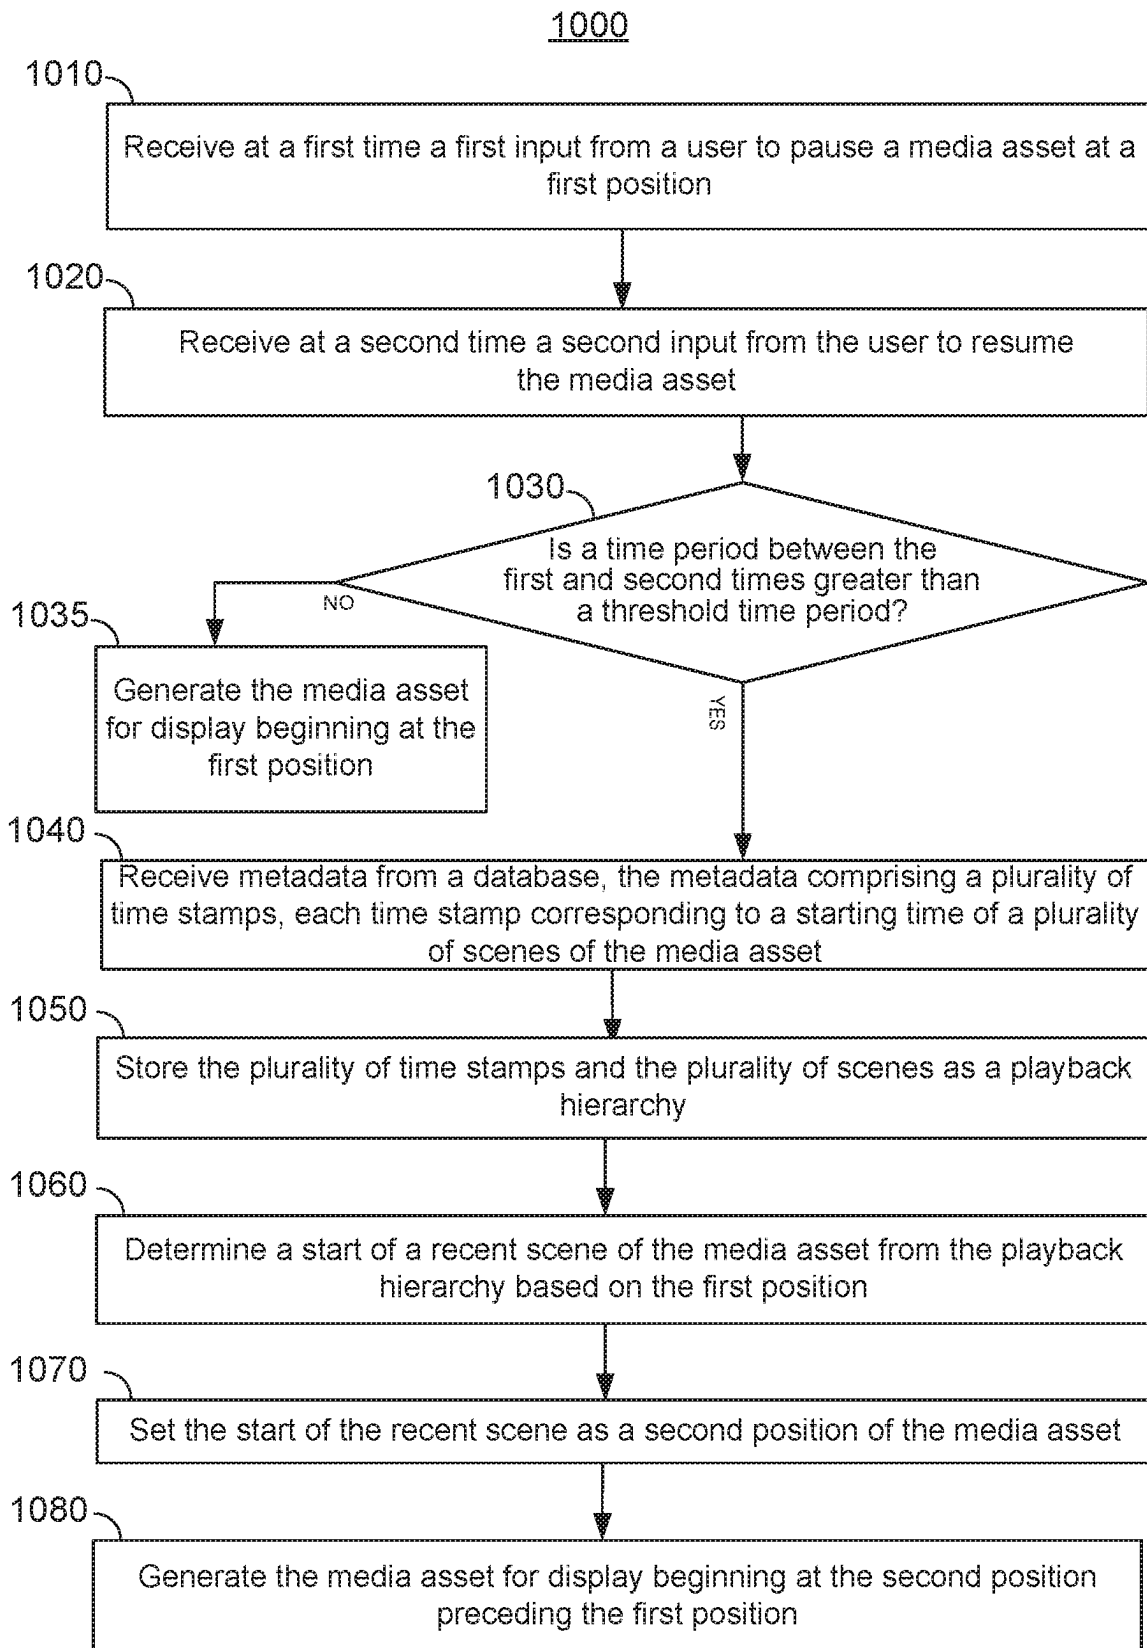 1000
1010
Receive at a first time a first input from a user to pause a media asset at a
first position
1020
Receive at a second time a second input from the user to resume
the media asset
1030
Is a time period between the
first and second times greater than
a threshold time period?
NO
YES
1035
Generate the media asset
for display beginning at the
first position
1040
Receive metadata from a database, the metadata comprising a plurality of
time stamps, each time stamp corresponding to a starting time of a plurality
of scenes of the media asset
1050
Store the plurality of time stamps and the plurality of scenes as a playback
hierarchy
1060
Determine a start of a recent scene of the media asset from the playback
hierarchy based on the first position
1070
Set the start of the recent scene as a second position of the media asset
1080
Generate the media asset for display beginning at the second position
preceding the first position